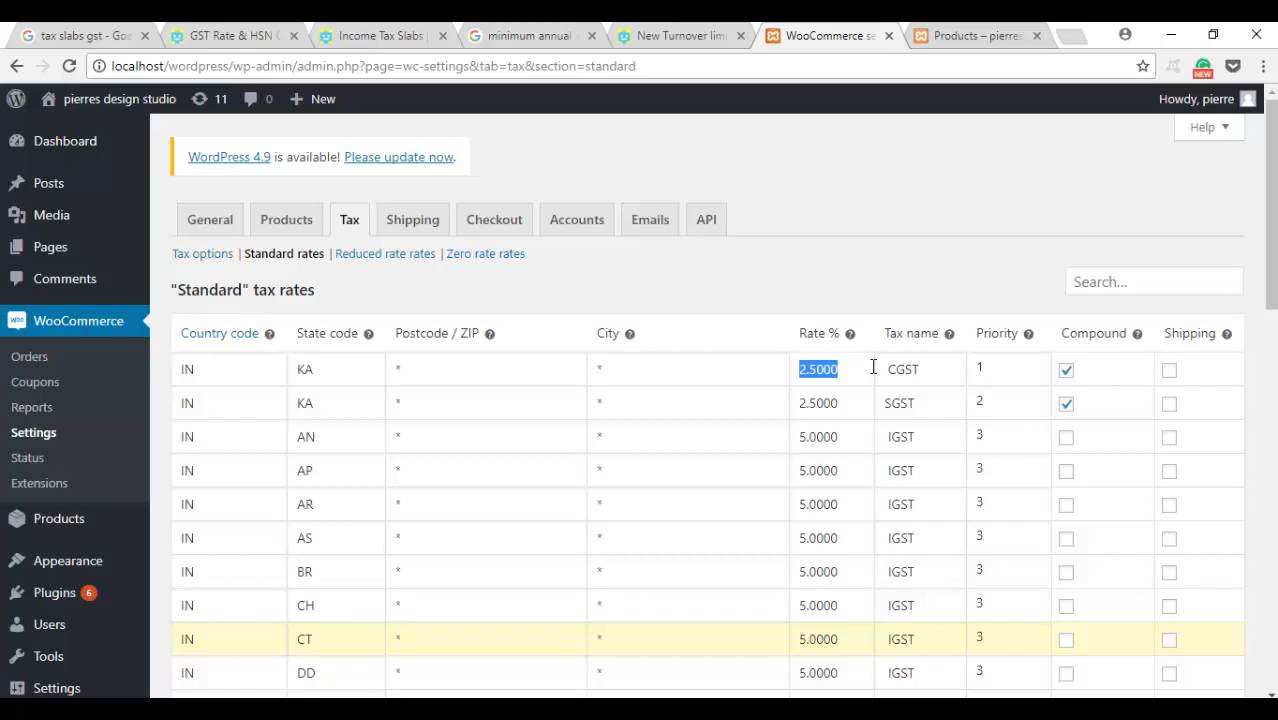 tax slabs gst - Goo
GST Rate & HSN C
Income Tax Slabs |
minimum annual
New Turnover limi
WooCommerce se
Products – pierres
localhost/wordpress/wp-admin/admin.php?page=wc-settings&tab=tax&section=standard
NEW
pierres design studio 11 0 New Howdy, pierre
Dashboard
Posts
Media
Pages
Comments
WooCommerce
Orders
Coupons
Reports
Settings
Status
Extensions
Products
Appearance
Plugins 6
Users
Tools
Settings
Help
WordPress 4.9 is available! Please update now.
General Products Tax Shipping Checkout Accounts Emails API
Tax options | Standard rates | Reduced rate rates | Zero rate rates
"Standard" tax rates Search...
Country code State code Postcode / ZIP City Rate % Tax name Priority Compound Shipping
IN KA * * 2.5000 CGST 1
IN KA * * 2.5000 SGST 2
IN AN * * 5.0000 IGST 3
IN AP * * 5.0000 IGST 3
IN AR * * 5.0000 IGST 3
IN AS * * 5.0000 IGST 3
IN BR * * 5.0000 IGST 3
IN CH * * 5.0000 IGST 3
IN CT * * 5.0000 IGST 3
IN DD * * 5.0000 IGST 3